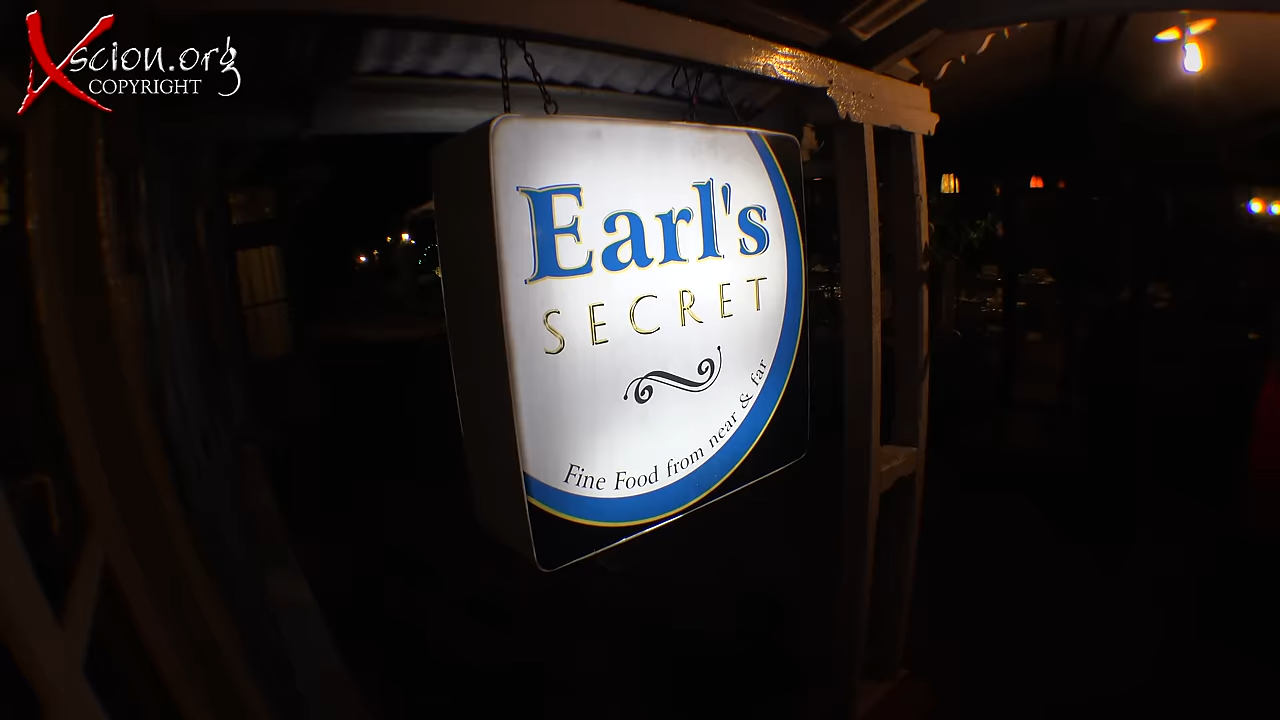 Xscion.org
COPYRIGHT
Earl's
SECRET
Fine Food from near & far